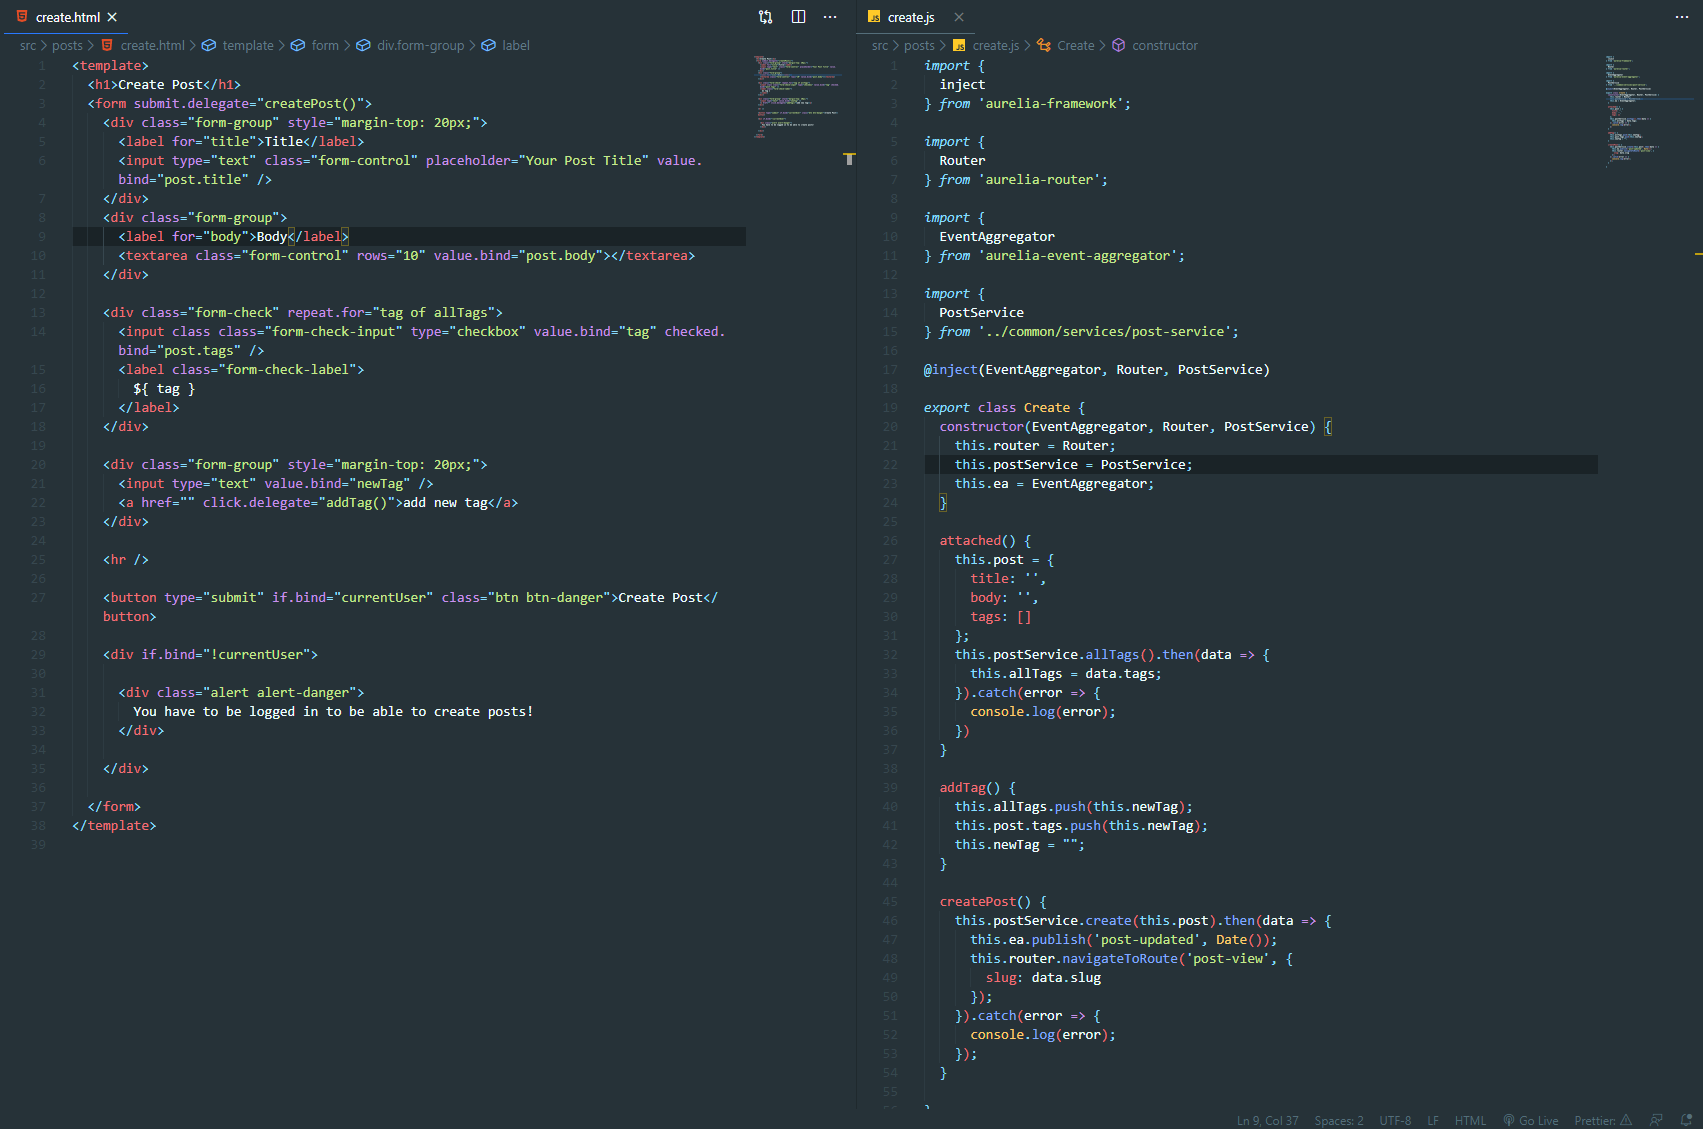 create.html
src > posts > create.html > template > form > div.form-group > label
1 <template>
2 <h1>Create Post</h1>
3 <form submit.delegate="createPost()">
4 <div class="form-group" style="margin-top: 20px;">
5 <label for="title">Title</label>
6 <input type="text" class="form-control" placeholder="Your Post Title" value.
bind="post.title" />
7 </div>
8 <div class="form-group">
9 <label for="body">Body</label>
10 <textarea class="form-control" rows="10" value.bind="post.body"></textarea>
11 </div>
12
13 <div class="form-check" repeat.for="tag of allTags">
14 <input class class="form-check-input" type="checkbox" value.bind="tag" checked.
bind="post.tags" />
15 <label class="form-check-label">
16 ${ tag }
17 </label>
18 </div>
19
20 <div class="form-group" style="margin-top: 20px;">
21 <input type="text" value.bind="newTag" />
22 <a href="" click.delegate="addTag()">add new tag</a>
23 </div>
24
25 <hr />
26
27 <button type="submit" if.bind="currentUser" class="btn btn-danger">Create Post</
button>
28
29 <div if.bind="!currentUser">
30
31 <div class="alert alert-danger">
32 You have to be logged in to be able to create posts!
33 </div>
34
35 </div>
36
37 </form>
38 </template>
39
JS create.js
src > posts > JS create.js > Create > constructor
1 import {
2 inject
3 } from 'aurelia-framework';
4
5 import {
6 Router
7 } from 'aurelia-router';
8
9 import {
10 EventAggregator
11 } from 'aurelia-event-aggregator';
12
13 import {
14 PostService
15 } from '../common/services/post-service';
16
17 @inject(EventAggregator, Router, PostService)
18
19 export class Create {
20 constructor(EventAggregator, Router, PostService) {
21 this.router = Router;
22 this.postService = PostService;
23 this.ea = EventAggregator;
24 }
25
26 attached() {
27 this.post = {
28 title: '',
29 body: '',
30 tags: []
31 };
32 this.postService.allTags().then(data => {
33 this.allTags = data.tags;
34 }).catch(error => {
35 console.log(error);
36 })
37 }
38
39 addTag() {
40 this.allTags.push(this.newTag);
41 this.post.tags.push(this.newTag);
42 this.newTag = "";
43 }
44
45 createPost() {
46 this.postService.create(this.post).then(data => {
47 this.ea.publish('post-updated', Date());
48 this.router.navigateToRoute('post-view', {
49 slug: data.slug
50 });
51 }).catch(error => {
52 console.log(error);
53 });
54 }
55
Ln 9, Col 37 Spaces: 2 UTF-8 LF HTML Go Live Prettier: